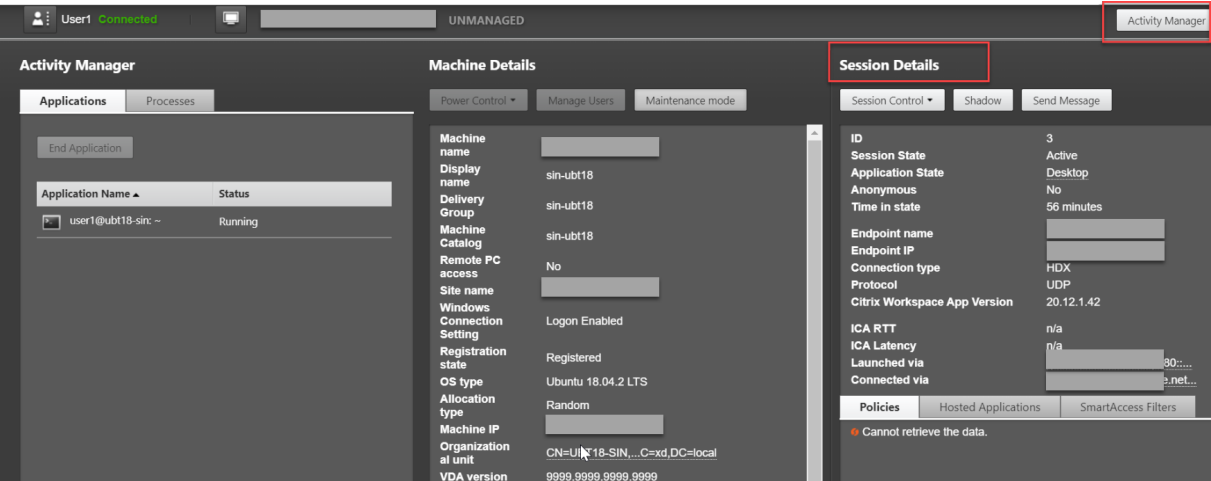 User1 Connected
UNMANAGED
Activity Manager
Activity Manager
Applications
Processes
End Application
Application Name
Status
user1@ubt18-sin: ~
Running
Machine Details
Power Control
Manage Users
Maintenance mode
Machine
name
Display
name
sin-ubt18
Delivery
Group
sin-ubt18
Machine
Catalog
sin-ubt18
Remote PC
access
No
Site name
Windows
Connection
Setting
Logon Enabled
Registration
state
Registered
OS type
Ubuntu 18.04.2 LTS
Allocation
type
Random
Machine IP
Organization
al unit
CN=UBT18-SIN,...C=xd,DC=local
VDA version
9999.9999.9999.9999
Session Details
Session Control
Shadow
Send Message
ID
3
Session State
Active
Application State
Desktop
Anonymous
No
Time in state
56 minutes
Endpoint name
Endpoint IP
Connection type
HDX
Protocol
UDP
Citrix Workspace App Version
20.12.1.42
ICA RTT
n/a
ICA Latency
n/a
Launched via
80::...
Connected via
e.net...
Policies
Hosted Applications
SmartAccess Filters
Cannot retrieve the data.